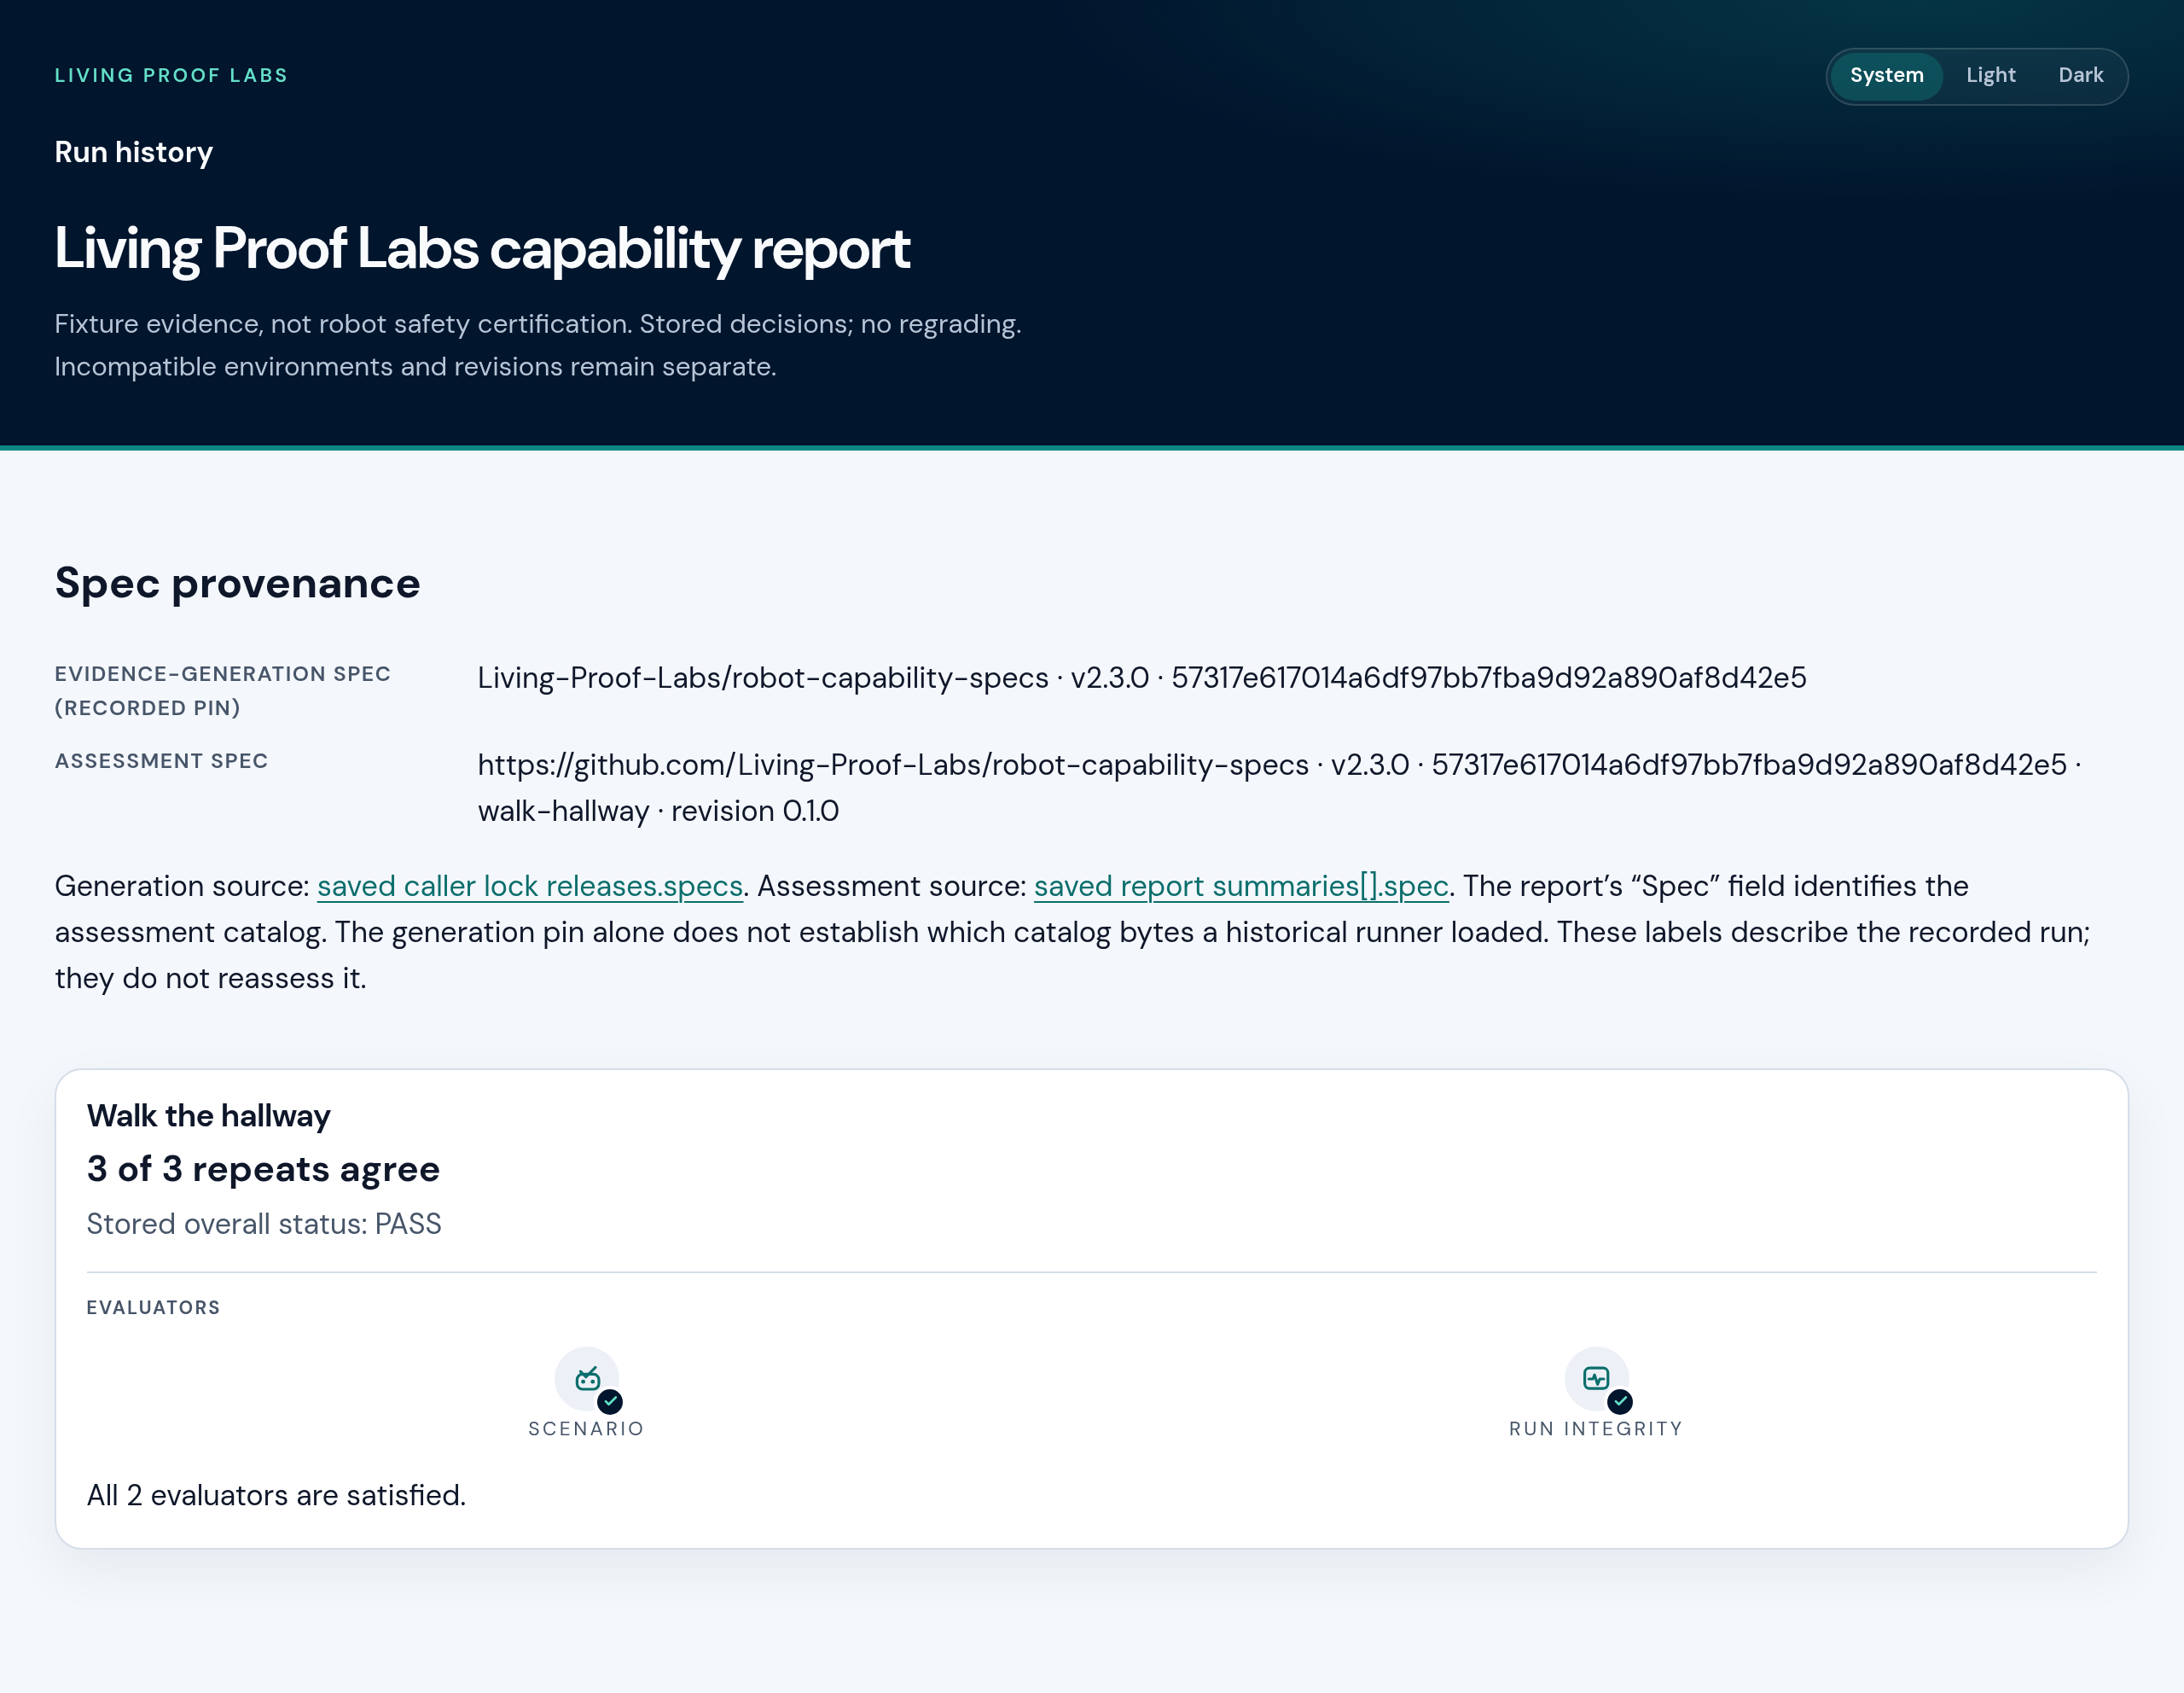 LIVING PROOF LABS
System Light Dark
Run history
Living Proof Labs capability report
Fixture evidence, not robot safety certification. Stored decisions; no regrading.
Incompatible environments and revisions remain separate.
Spec provenance
EVIDENCE-GENERATION SPEC
(RECORDED PIN)
Living-Proof-Labs/robot-capability-specs · v2.3.0 · 57317e617014a6df97bb7fba9d92a890af8d42e5
ASSESSMENT SPEC
https://github.com/Living-Proof-Labs/robot-capability-specs · v2.3.0 · 57317e617014a6df97bb7fba9d92a890af8d42e5 ·
walk-hallway · revision 0.1.0
Generation source: saved caller lock releases.specs. Assessment source: saved report summaries[].spec. The report’s “Spec” field identifies the
assessment catalog. The generation pin alone does not establish which catalog bytes a historical runner loaded. These labels describe the recorded run;
they do not reassess it.
Walk the hallway
3 of 3 repeats agree
Stored overall status: PASS
EVALUATORS
SCENARIO
RUN INTEGRITY
All 2 evaluators are satisfied.